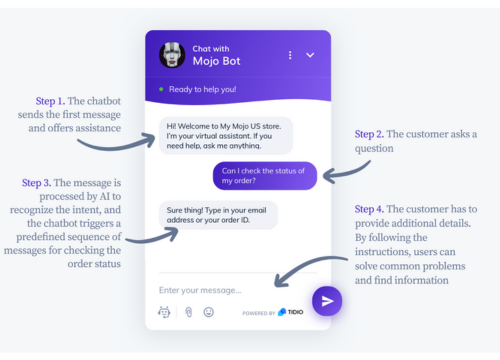 Chat with
Mojo Bot
Ready to help you!
Step 1. The chatbot
sends the first message
and offers assistance
Hi! Welcome to My Mojo US store.
I'm your virtual assistant. If you
need help, ask me anything.
Step 2. The customer asks a
question
Can I check the status of
my order?
Step 3. The message is
processed by AI to
recognize the intent, and
the chatbot triggers a
predefined sequence of
messages for checking the
order status
Sure thing! Type in your email
address or your order ID.
Step 4. The customer has to
provide additional details.
By following the
instructions, users can
solve common problems
and find information
Enter your message...
POWERED BY TIDIO